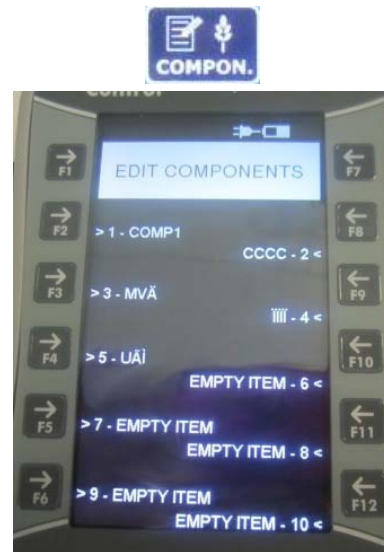 COMPON.
Control
F1
EDIT COMPONENTS
F7
F2
> 1 - COMP1
F8
CCCC - 2 <
F3
> 3 - MVÄ
F9
ÏÏÏÏ - 4 <
F4
> 5 - UÃÌ
F10
EMPTY ITEM - 6 <
F5
> 7 - EMPTY ITEM
F11
EMPTY ITEM - 8 <
F6
> 9 - EMPTY ITEM
F12
EMPTY ITEM - 10 <